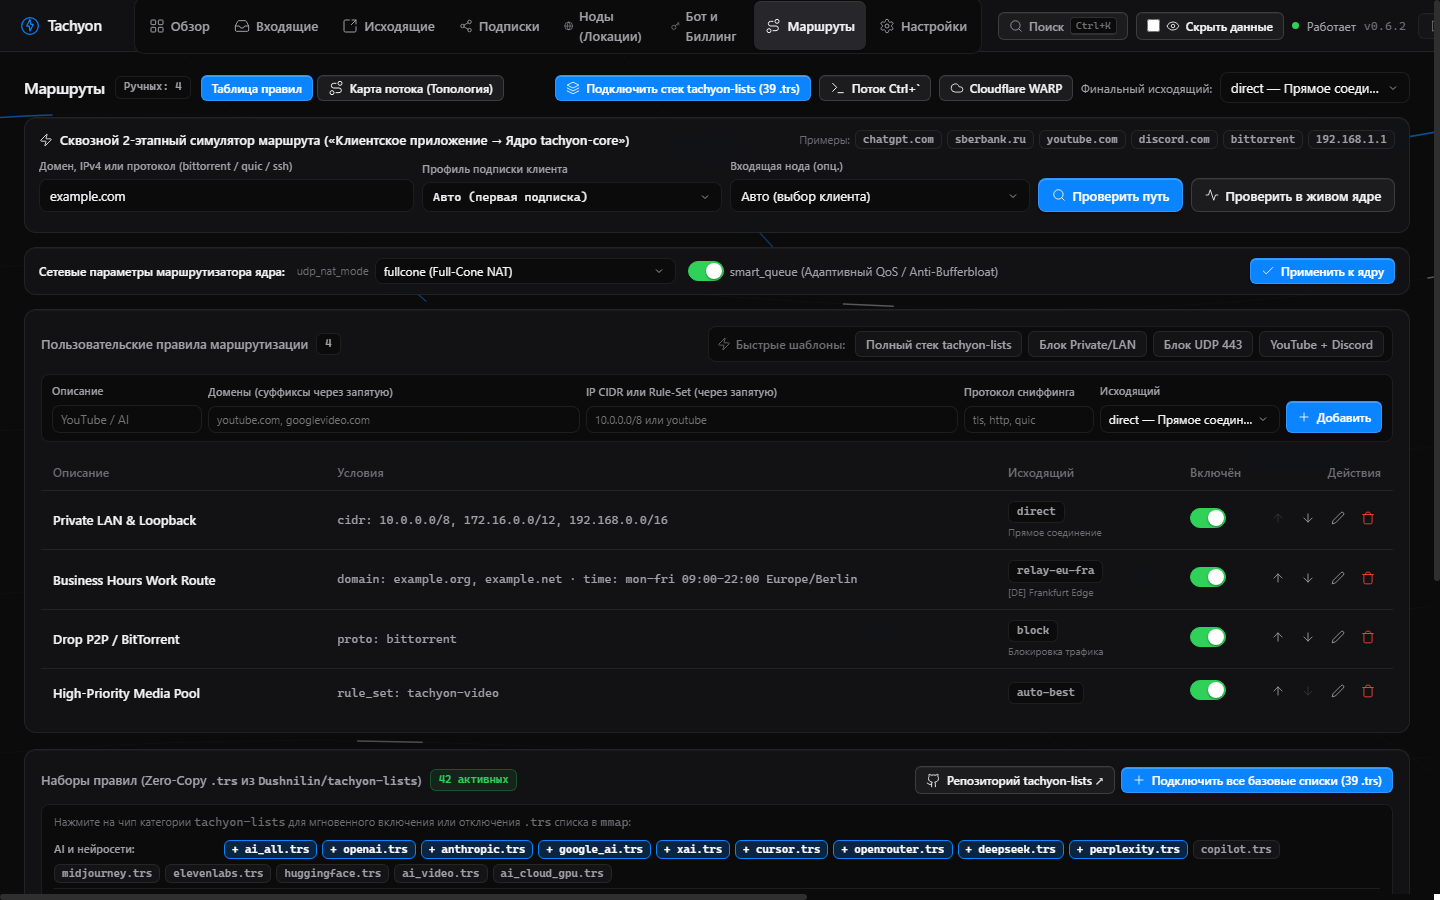 Tachyon
Обзор
Входящие
Исходящие
Подписки
Ноды (Локации)
Бот и Биллинг
Маршруты
Настройки
Поиск Ctrl+K
Скрыть данные
Работает v0.6.2
Маршруты
Ручных: 4
Таблица правил
Карта потока (Топология)
Подключить стек tachyon-lists (39 .trs)
Поток Ctrl+`
Cloudflare WARP
Финальный исходящий:
direct — Прямое соеди...
Сквозной 2-этапный симулятор маршрута («Клиентское приложение → Ядро tachyon-core»)
Примеры: chatgpt.com sberbank.ru youtube.com discord.com bittorrent 192.168.1.1
Домен, IPv4 или протокол (bittorrent / quic / ssh)
Профиль подписки клиента
Входящая нода (опц.)
example.com
Авто (первая подписка)
Авто (выбор клиента)
Проверить путь
Проверить в живом ядре
Сетевые параметры маршрутизатора ядра:
udp_nat_mode
fullcone (Full-Cone NAT)
smart_queue (Адаптивный QoS / Anti-Bufferbloat)
Применить к ядру
Пользовательские правила маршрутизации 4
Быстрые шаблоны:
Полный стек tachyon-lists
Блок Private/LAN
Блок UDP 443
YouTube + Discord
Описание
Домены (суффиксы через запятую)
IP CIDR или Rule-Set (через запятую)
Протокол сниффинга
Исходящий
YouTube / AI
youtube.com, googlevideo.com
10.0.0.0/8 или youtube
tls, http, quic
direct — Прямое соедин...
Добавить
Описание Условия Исходящий Включён Действия
Private LAN & Loopback
cidr: 10.0.0.0/8, 172.16.0.0/12, 192.168.0.0/16
direct
Прямое соединение
Business Hours Work Route
domain: example.org, example.net · time: mon-fri 09:00-22:00 Europe/Berlin
relay-eu-fra
[DE] Frankfurt Edge
Drop P2P / BitTorrent
proto: bittorrent
block
Блокировка трафика
High-Priority Media Pool
rule_set: tachyon-video
auto-best
Наборы правил (Zero-Copy .trs из Dushnilin/tachyon-lists) 42 активных
Репозиторий tachyon-lists ↗
+ Подключить все базовые списки (39 .trs)
Нажмите на чип категории tachyon-lists для мгновенного включения или отключения .trs списка в mmap:
AI и нейросети:
+ ai_all.trs + openai.trs + anthropic.trs + google_ai.trs + xai.trs + cursor.trs + openrouter.trs + deepseek.trs + perplexity.trs copilot.trs
midjourney.trs elevenlabs.trs huggingface.trs ai_video.trs ai_cloud_gpu.trs